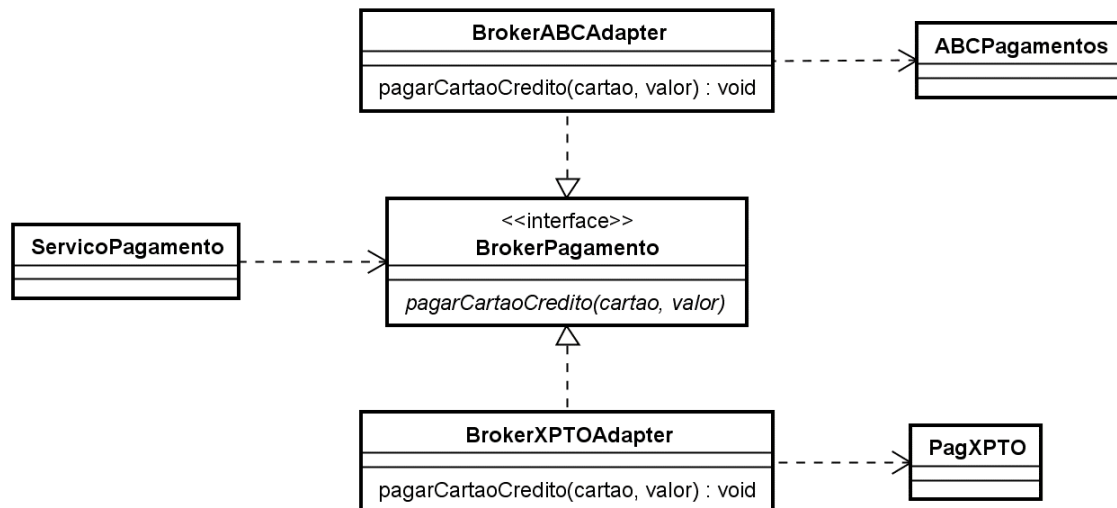 BrokerABCAdapter
pagarCartaoCredito(cartao, valor) : void
ABCPagamentos
<<interface>>
BrokerPagamento
pagarCartaoCredito(cartao, valor)
ServicoPagamento
BrokerXPTOAdapter
pagarCartaoCredito(cartao, valor) : void
PagXPTO